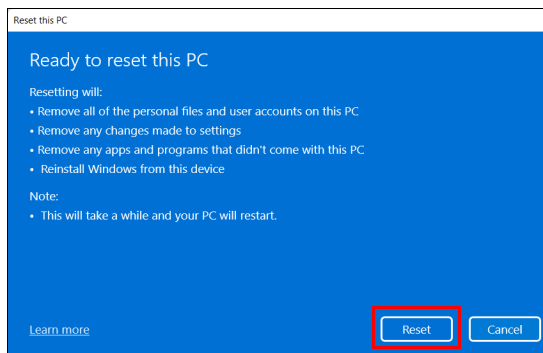 Reset this PC
Ready to reset this PC
Resetting will:
• Remove all of the personal files and user accounts on this PC
• Remove any changes made to settings
• Remove any apps and programs that didn't come with this PC
• Reinstall Windows from this device
Note:
• This will take a while and your PC will restart.
Learn more
Reset
Cancel